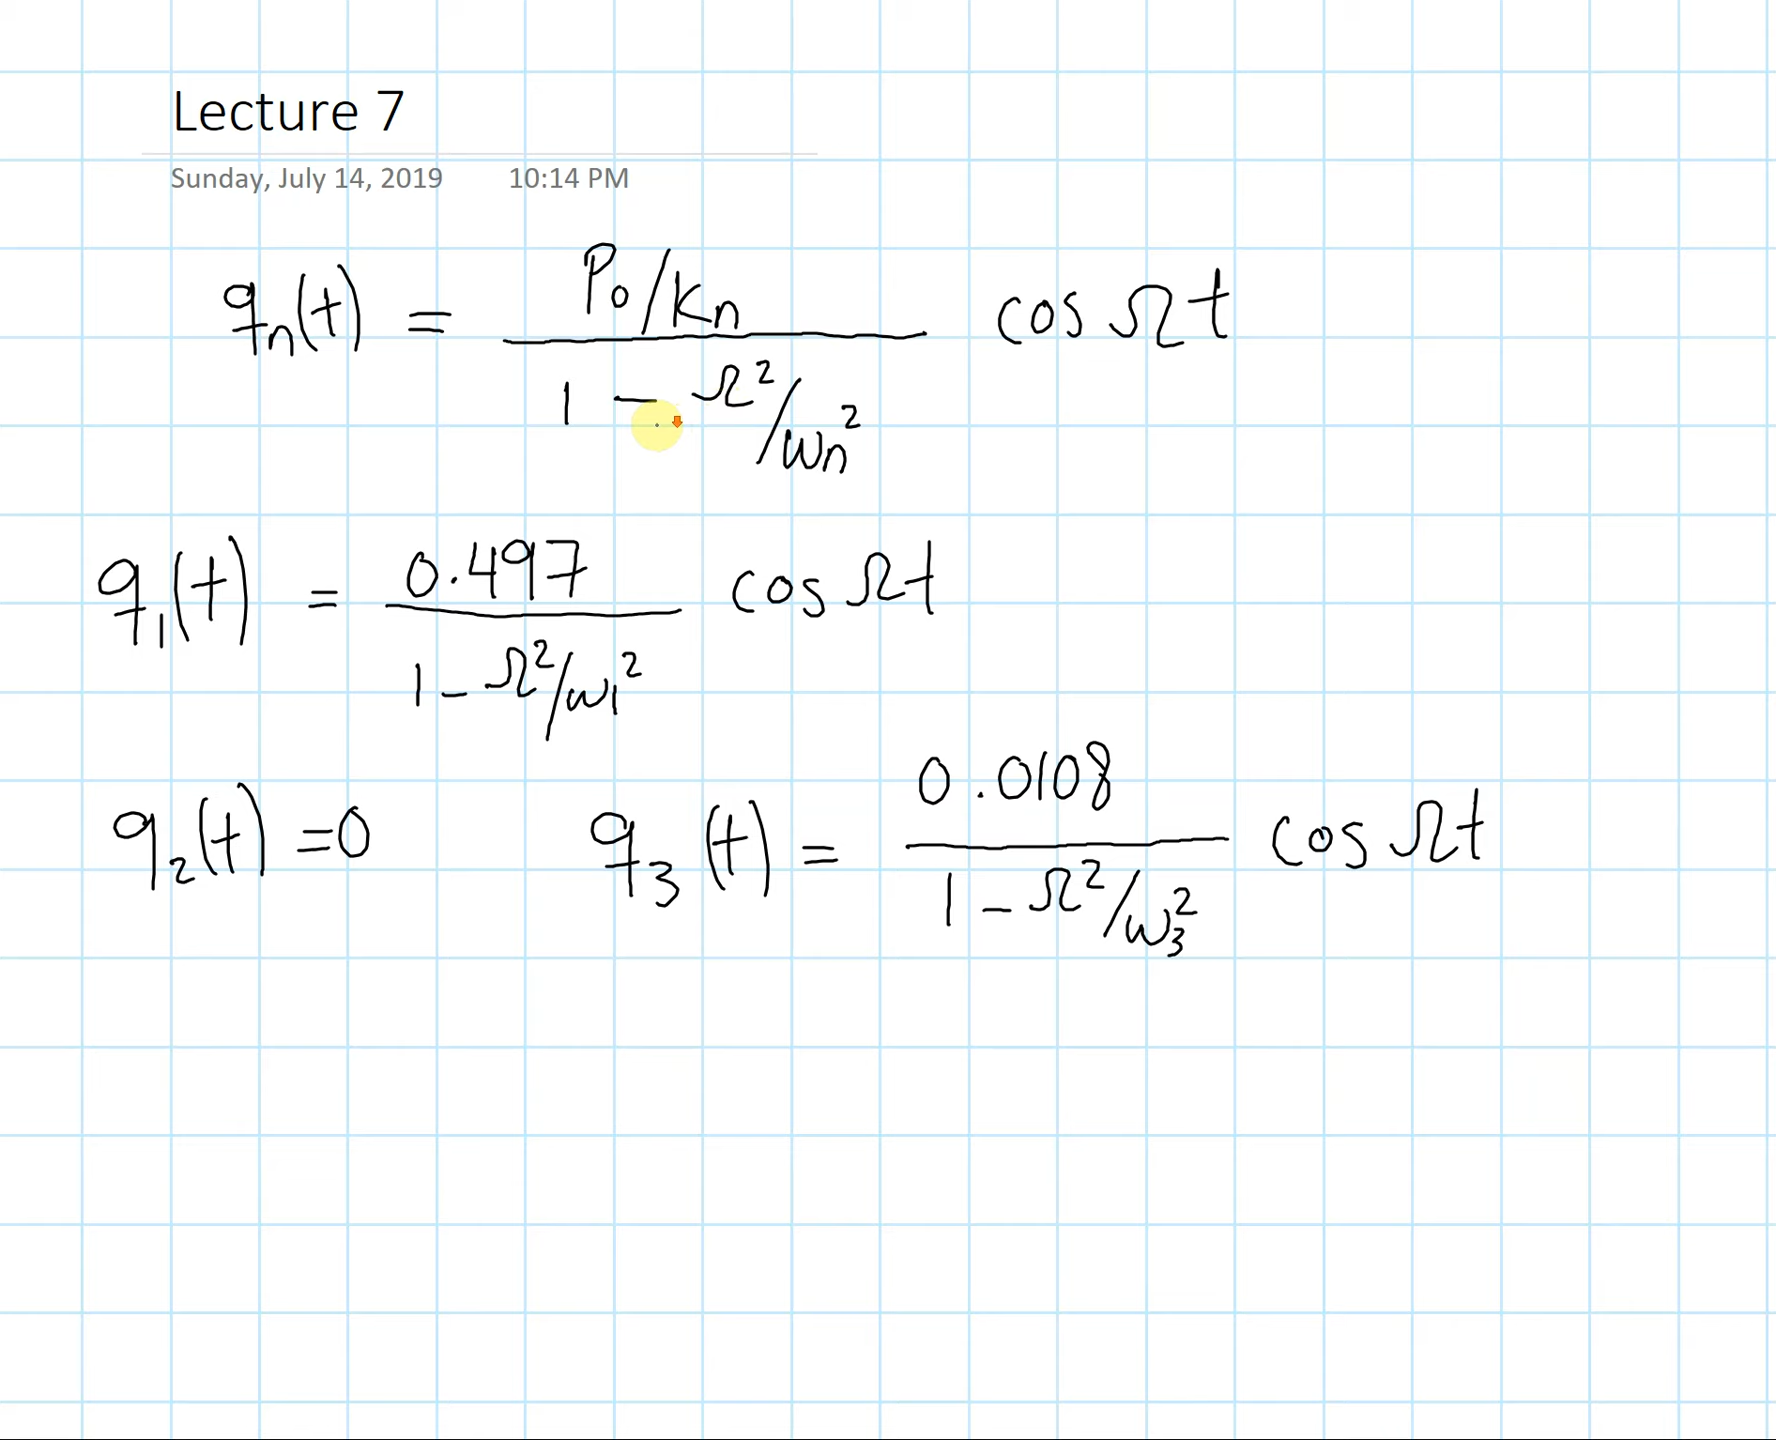 Lecture 7
Sunday, July 14, 2019 10:14 PM
qₙ(t) = (P₀/Kₙ) / (1 - Ω²/ωₙ²) cos Ωt
q₁(t) = 0.497 / (1 - Ω²/ω₁²) cos Ωt
q₂(t) = 0 q₃(t) = 0.0108 / (1 - Ω²/ω₃²) cos Ωt